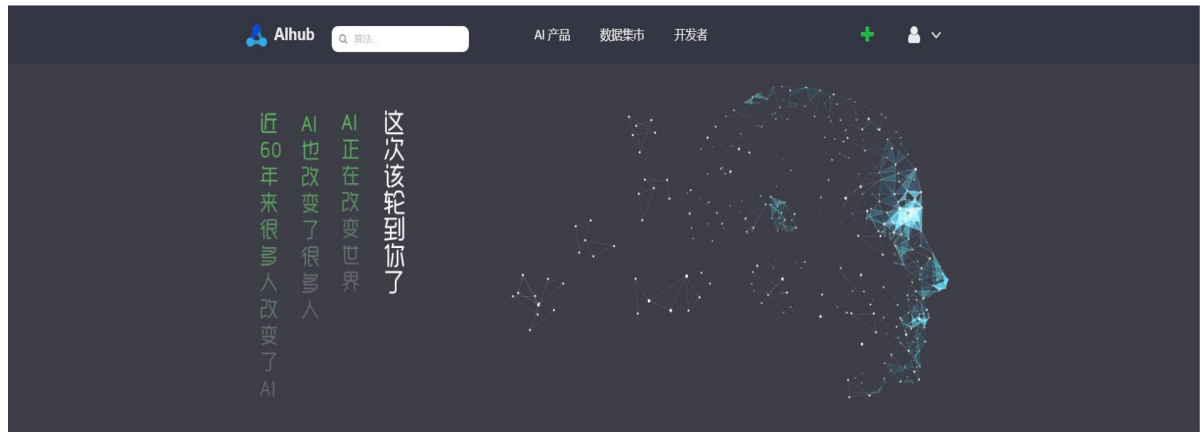 AIhub
算法...
AI 产品
数据集市
开发者
近60年来很多人改变了AI
AI也改变了很多人
AI正在改变世界
这次该轮到你了